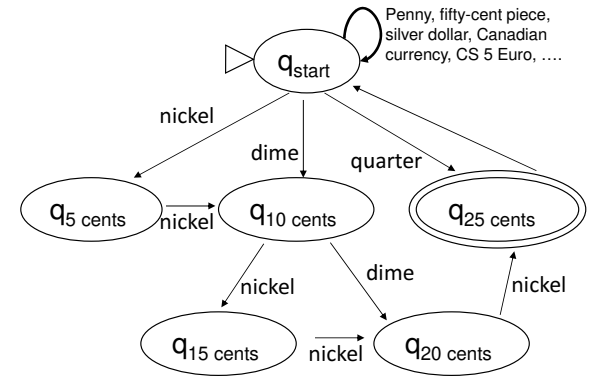 Penny, fifty-cent piece,
silver dollar, Canadian
currency, CS 5 Euro, ….
qstart
nickel
dime
quarter
q5 cents
nickel
q10 cents
q25 cents
nickel
dime
nickel
q15 cents
nickel
q20 cents